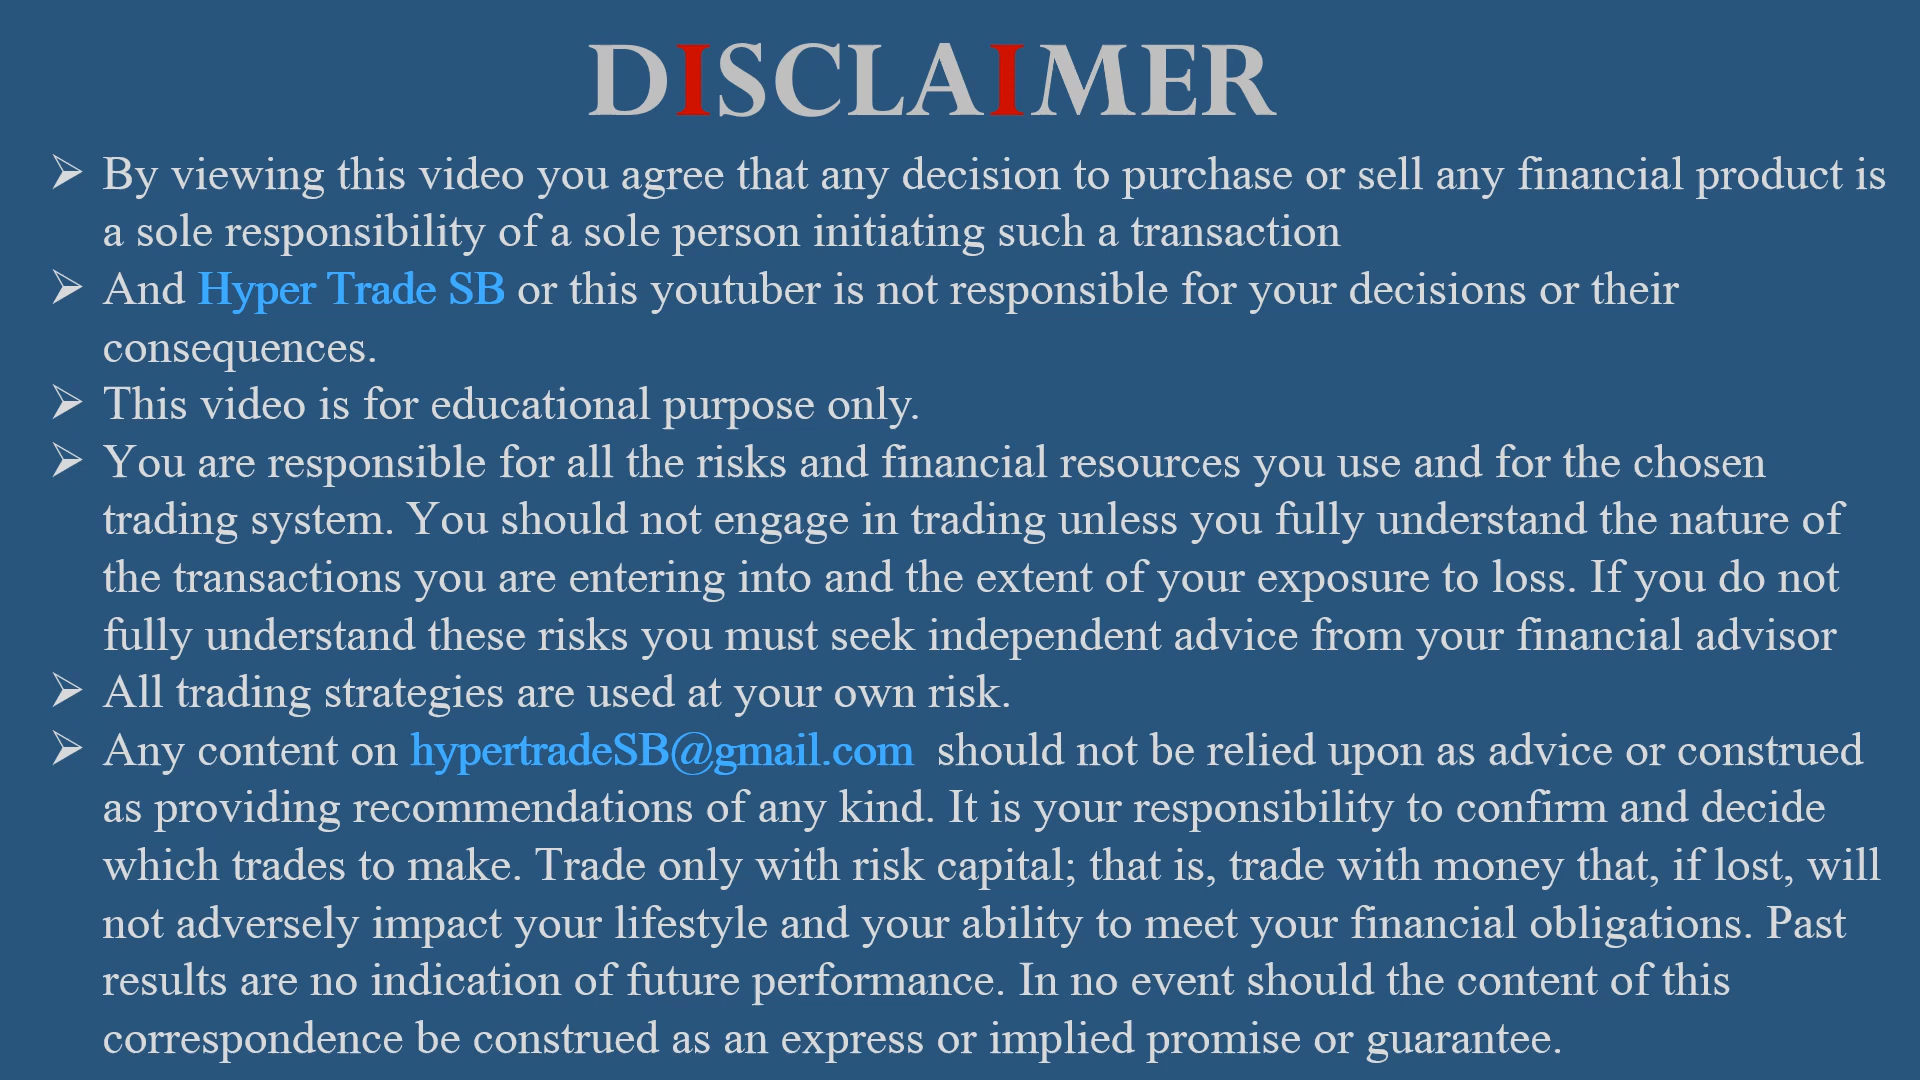 DISCLAIMER
➢ By viewing this video you agree that any decision to purchase or sell any financial product is
a sole responsibility of a sole person initiating such a transaction
➢ And Hyper Trade SB or this youtuber is not responsible for your decisions or their
consequences.
➢ This video is for educational purpose only.
➢ You are responsible for all the risks and financial resources you use and for the chosen
trading system. You should not engage in trading unless you fully understand the nature of
the transactions you are entering into and the extent of your exposure to loss. If you do not
fully understand these risks you must seek independent advice from your financial advisor
➢ All trading strategies are used at your own risk.
➢ Any content on hypertradeSB@gmail.com should not be relied upon as advice or construed
as providing recommendations of any kind. It is your responsibility to confirm and decide
which trades to make. Trade only with risk capital; that is, trade with money that, if lost, will
not adversely impact your lifestyle and your ability to meet your financial obligations. Past
results are no indication of future performance. In no event should the content of this
correspondence be construed as an express or implied promise or guarantee.